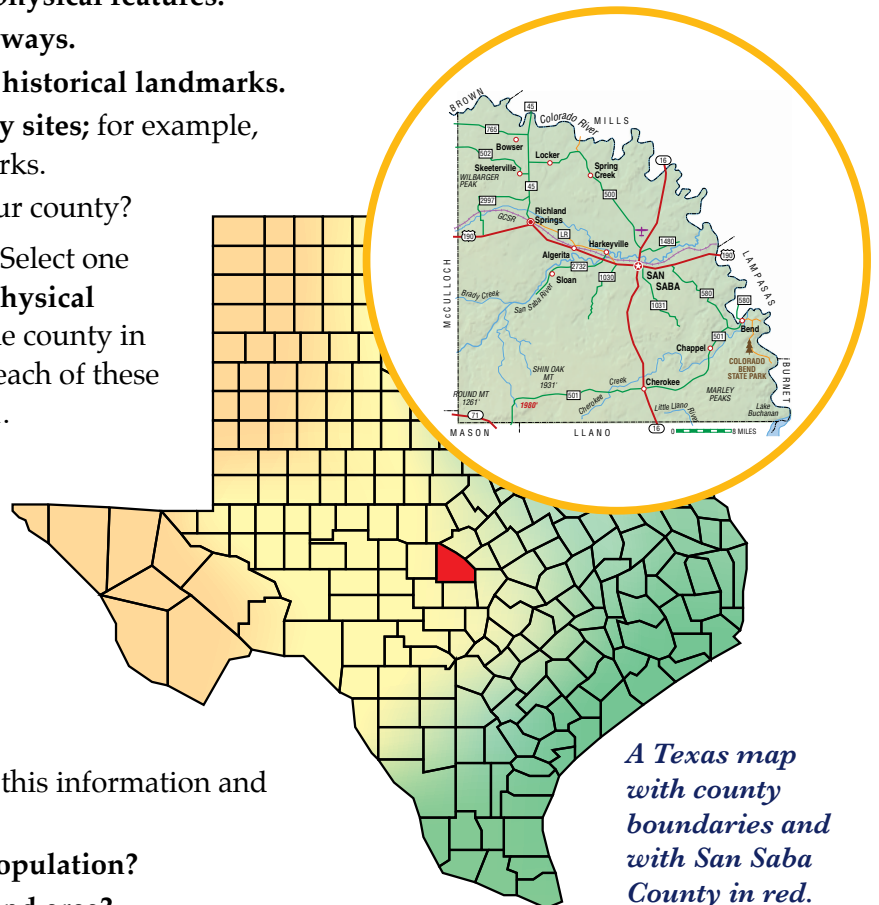 physical features.
ways.
historical landmarks.
y sites; for example,
rks.
ur county?
Select one
hysical
e county in
each of these
.
BROWN
45
Colorado River
MILLS
765
Bowser
16
502
Locker
Skeeterville
Spring
Creek
WILBARGER
PEAK
45
500
2997
Richland
Springs
GCSR
LR
190
Harkeyville
1480
190
Algerita
SAN
SABA
2732
1030
Sloan
LAMPASAS
McCULLOCH
Brady Creek
San Saba River
580
580
1031
Bend
501
Chappel
COLORADO
BEND
STATE PARK
SHIN OAK
MT
1931'
Creek
Cherokee
BURNET
ROUND MT
1261'
501
MARLEY
PEAKS
1980'
Cherokee
Little Llano
River
Lake
Buchanan
71
16
0
8 MILES
MASON
LLANO
this information and
opulation?
nd area?
A Texas map
with county
boundaries and
with San Saba
County in red.